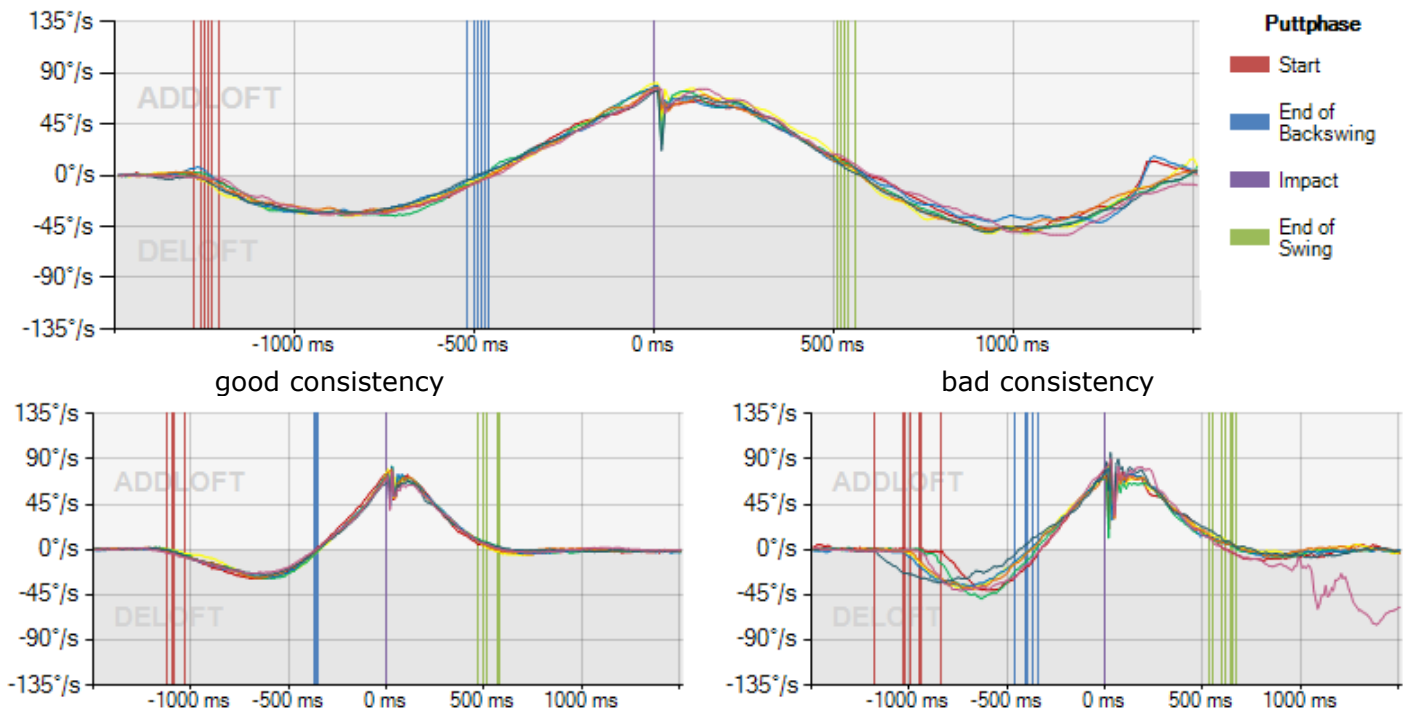 135°/s
90°/s
45°/s
0°/s
-45°/s
-90°/s
-135°/s
ADDLOFT
DELOFT
-1000 ms
-500 ms
0 ms
500 ms
1000 ms
Puttphase
Start
End of
Backswing
Impact
End of
Swing
good consistency
135°/s
90°/s
45°/s
0°/s
-45°/s
-90°/s
-135°/s
ADDLOFT
DELOFT
-1000 ms
-500 ms
0 ms
500 ms
1000 ms
bad consistency
135°/s
90°/s
45°/s
0°/s
-45°/s
-90°/s
-135°/s
ADDLOFT
DELOFT
-1000 ms
-500 ms
0 ms
500 ms
1000 ms